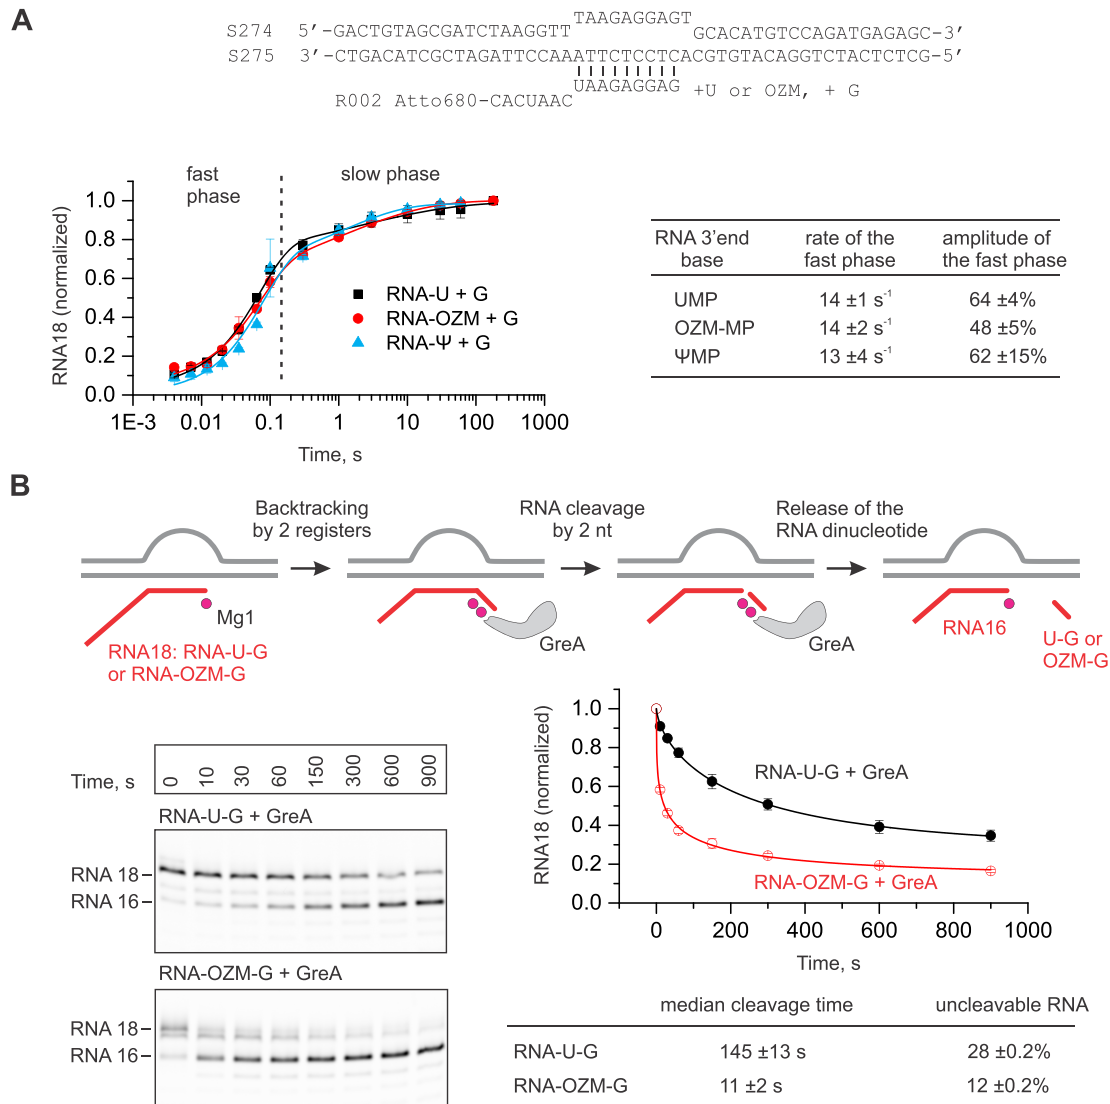 A
TAAGAGGAGT
S274 5’-GACTGTAGCGATCTAAGGTT GCACATGTCCAGATGAGAGC-3’
S275 3’-CTGACATCGCTAGATTCCAAATTCTCCTCACGTGTACAGGTCTACTCTCG-5’
UAAGAGGAG +U or OZM, + G
R002 Atto680-CACUAAC
fast
phase
slow phase
RNA18 (normalized)
1.0
0.8
0.6
0.4
0.2
0.0
RNA-U + G
RNA-OZM + G
RNA-Ψ + G
1E-3 0.01 0.1 1 10 100 1000
Time, s
RNA 3’end
base
rate of the
fast phase
amplitude of
the fast phase
UMP 14 ±1 s⁻¹ 64 ±4%
OZM-MP 14 ±2 s⁻¹ 48 ±5%
ΨMP 13 ±4 s⁻¹ 62 ±15%
B
Backtracking
by 2 registers
RNA cleavage
by 2 nt
Release of the
RNA dinucleotide
Mg1
RNA18: RNA-U-G
or RNA-OZM-G
GreA
GreA
RNA16
U-G or
OZM-G
Time, s 0 10 30 60 150 300 600 900
RNA-U-G + GreA
RNA 18
RNA 16
RNA-OZM-G + GreA
RNA 18
RNA 16
RNA18 (normalized)
1.0
0.8
0.6
0.4
0.2
0.0
RNA-U-G + GreA
RNA-OZM-G + GreA
0 200 400 600 800 1000
Time, s
median cleavage time uncleavable RNA
RNA-U-G 145 ±13 s 28 ±0.2%
RNA-OZM-G 11 ±2 s 12 ±0.2%